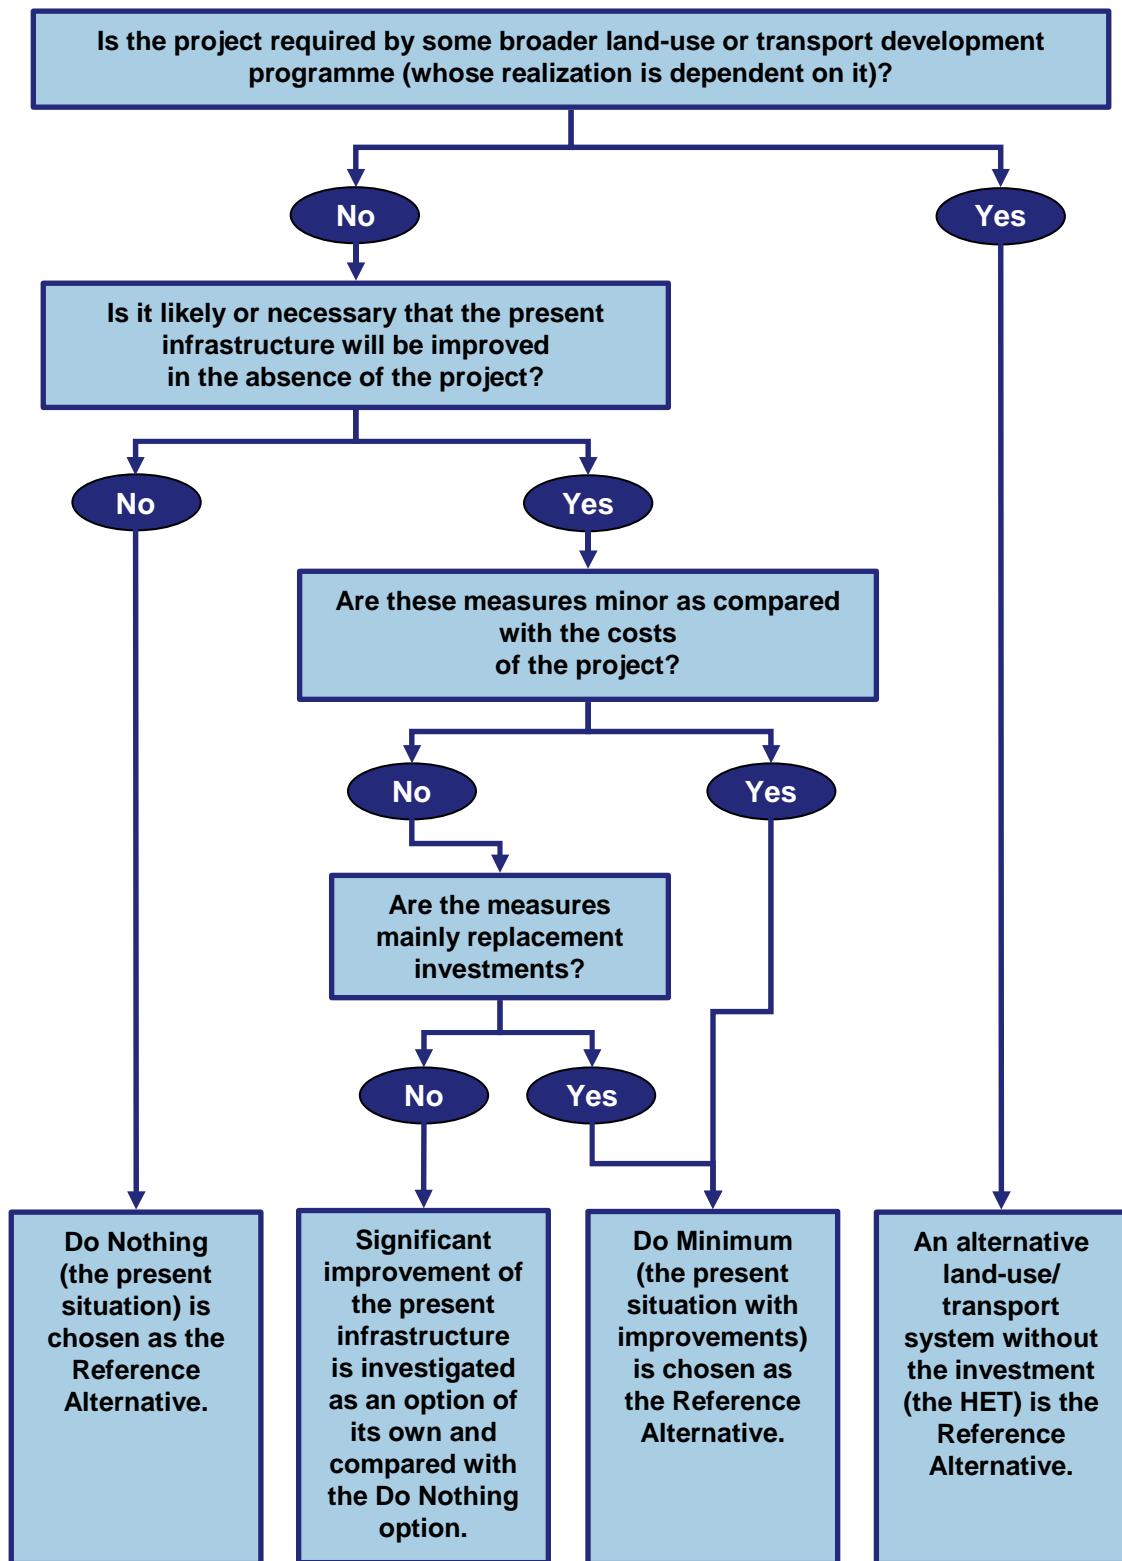 Is the project required by some broader land-use or transport development
programme (whose realization is dependent on it)?
No
Yes
Is it likely or necessary that the present
infrastructure will be improved
in the absence of the project?
No
Yes
Are these measures minor as compared
with the costs
of the project?
No
Yes
Are the measures
mainly replacement
investments?
No
Yes
Do Nothing
(the present
situation) is
chosen as the
Reference
Alternative.
Significant
improvement of
the present
infrastructure
is investigated
as an option of
its own and
compared with
the Do Nothing
option.
Do Minimum
(the present
situation with
improvements)
is chosen as
the Reference
Alternative.
An alternative
land-use/
transport
system without
the investment
(the HET) is the
Reference
Alternative.